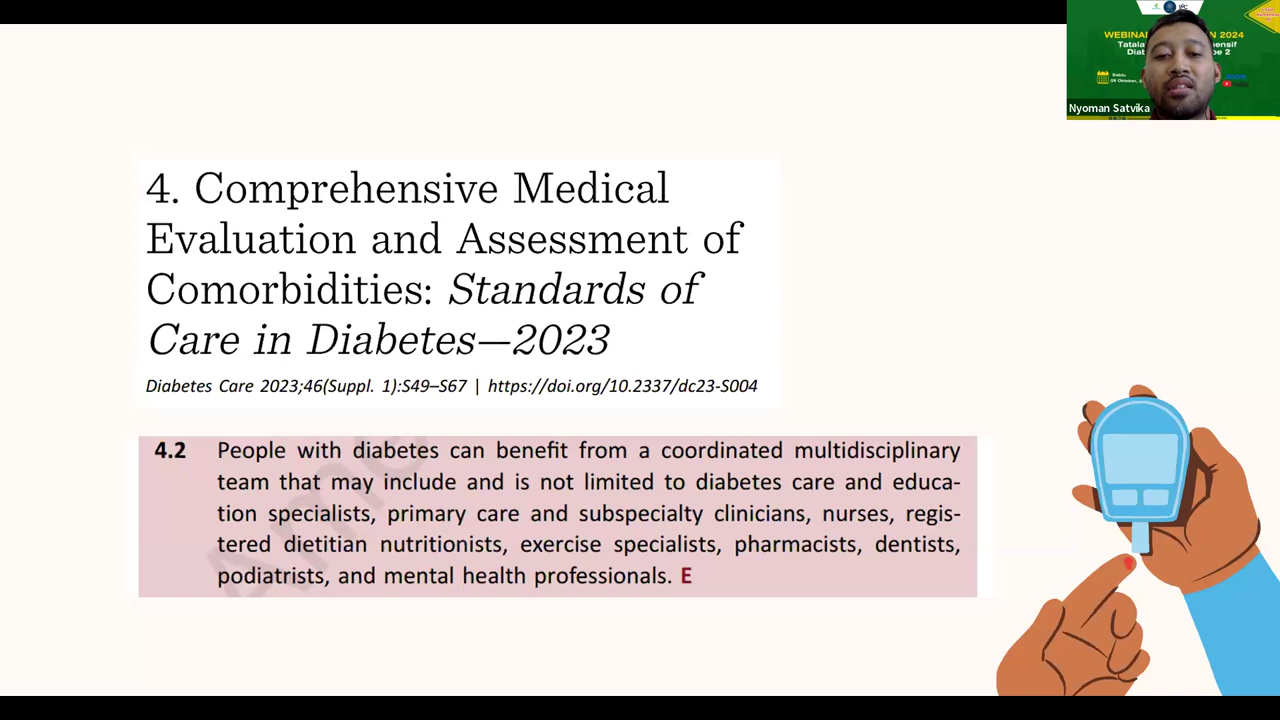 WEBINAR 2024
4. Comprehensive Medical
Evaluation and Assessment of
Comorbidities: Standards of
Care in Diabetes—2023
Diabetes Care 2023;46(Suppl. 1):S49–S67 | https://doi.org/10.2337/dc23-S004
4.2 People with diabetes can benefit from a coordinated multidisciplinary
team that may include and is not limited to diabetes care and educa-
tion specialists, primary care and subspecialty clinicians, nurses, regis-
tered dietitian nutritionists, exercise specialists, pharmacists, dentists,
podiatrists, and mental health professionals. E
Sabtu
Nyoman Satvika